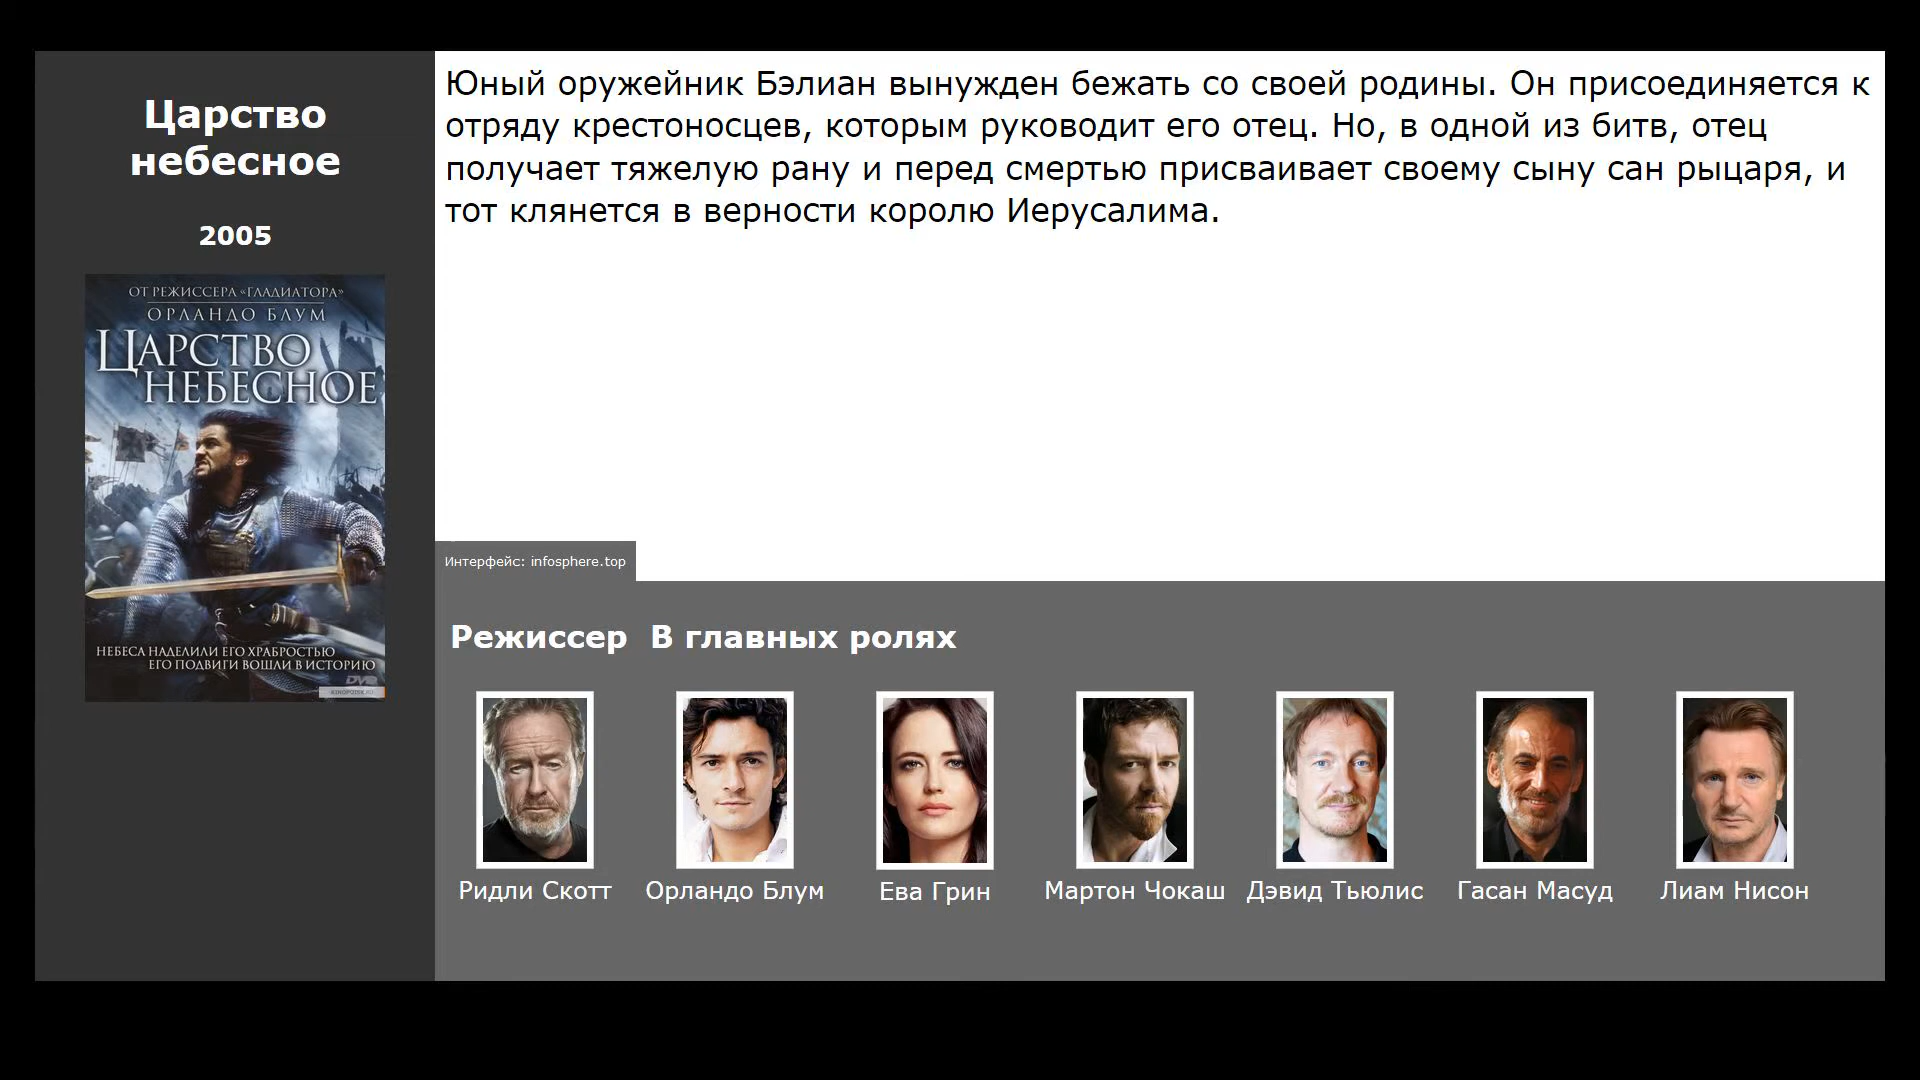 Царство
небесное
2005
ОТ РЕЖИССЕРА «ГЛАДИАТОРА»
ОРЛАНДО БЛУМ
ЦАРСТВО
НЕБЕСНОЕ
НЕБЕСА НАДЕЛИЛИ ЕГО ХРАБРОСТЬЮ
ЕГО ПОДВИГИ ВОШЛИ В ИСТОРИЮ
DVD
KINOPOISK.RU
Юный оружейник Бэлиан вынужден бежать со своей родины. Он присоединяется к
отряду крестоносцев, которым руководит его отец. Но, в одной из битв, отец
получает тяжелую рану и перед смертью присваивает своему сыну сан рыцаря, и
тот клянется в верности королю Иерусалима.
Интерфейс: infosphere.top
Режиссер В главных ролях
Ридли Скотт Орландо Блум Ева Грин Мартон Чокаш Дэвид Тьюлис Гасан Масуд Лиам Нисон